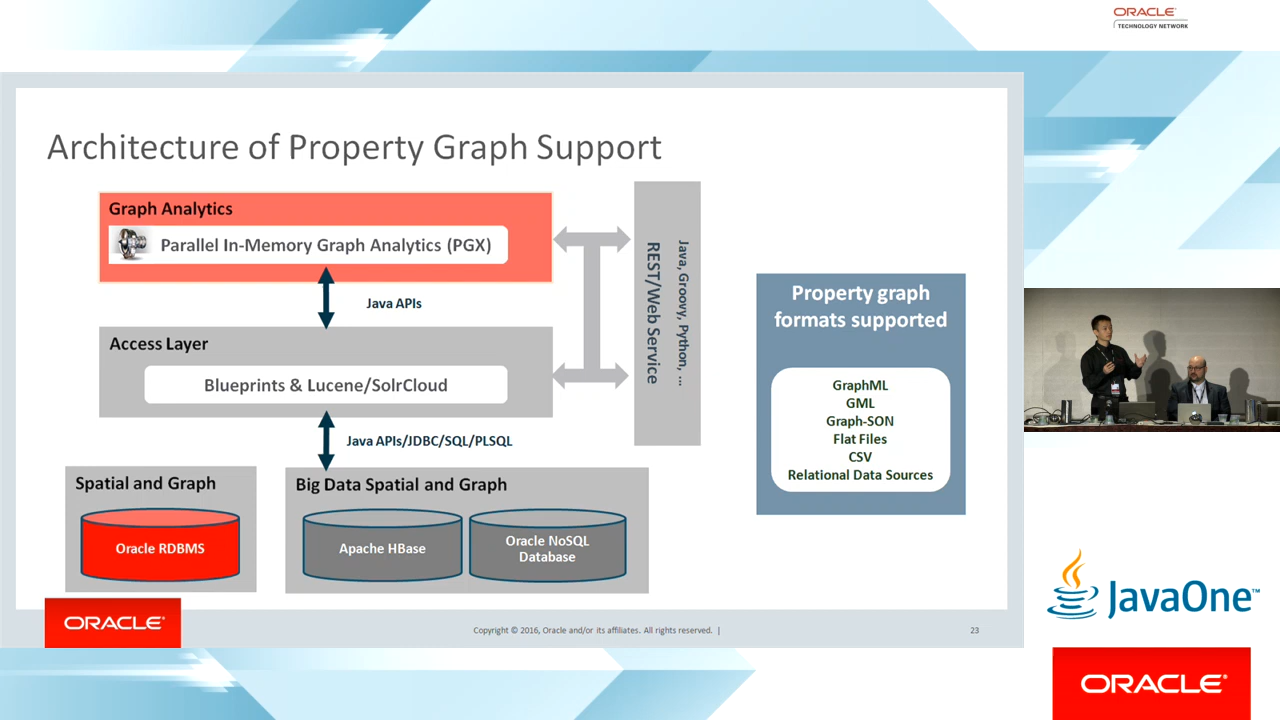 ORACLE
TECHNOLOGY NETWORK
Architecture of Property Graph Support
Graph Analytics
Parallel In-Memory Graph Analytics (PGX)
Java APIs
Access Layer
Blueprints & Lucene/SolrCloud
Java APIs/JDBC/SQL/PLSQL
Spatial and Graph
Oracle RDBMS
Big Data Spatial and Graph
Apache HBase
Oracle NoSQL
Database
REST/Web Service
Java, Groovy, Python, ...
Property graph
formats supported
GraphML
GML
Graph-SON
Flat Files
CSV
Relational Data Sources
ORACLE
Copyright © 2016, Oracle and/or its affiliates. All rights reserved. |
23
JavaOne™
ORACLE